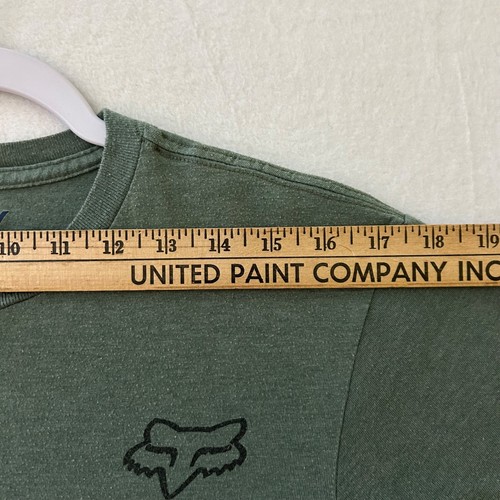 10 11 12 13 14 15 16 17 18 19
UNITED PAINT COMPANY INC